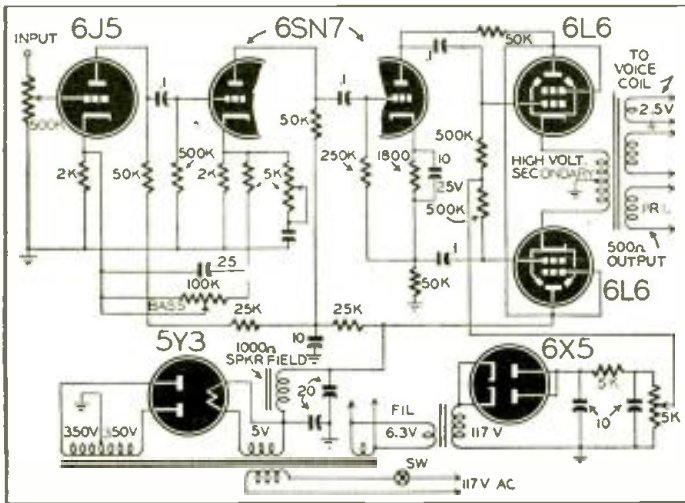 6J5
6SN7
6L6
INPUT
500K
.1
.1
.1
50K
TO
VOICE
COIL
2.5V
50K
500K
2K
50K
500K
2K
5K
250K
1800
10
25V
500K
HIGH VOLT.
SECONDARY
PRI.
500Ω
OUTPUT
.1
50K
6L6
.25
100K
BASS
25K
25K
10
5Y3
1000Ω
SPKR FIELD
20
6X5
5K
10
5K
350V
350V
5V
FIL
6.3V
117V
SW
117V AC